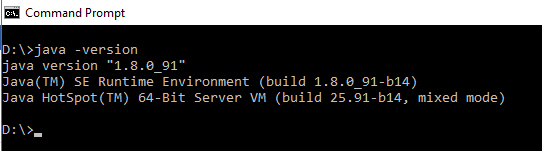 Command Prompt
D:\>java -version
java version "1.8.0_91"
Java(TM) SE Runtime Environment (build 1.8.0_91-b14)
Java HotSpot(TM) 64-Bit Server VM (build 25.91-b14, mixed mode)
D:\>